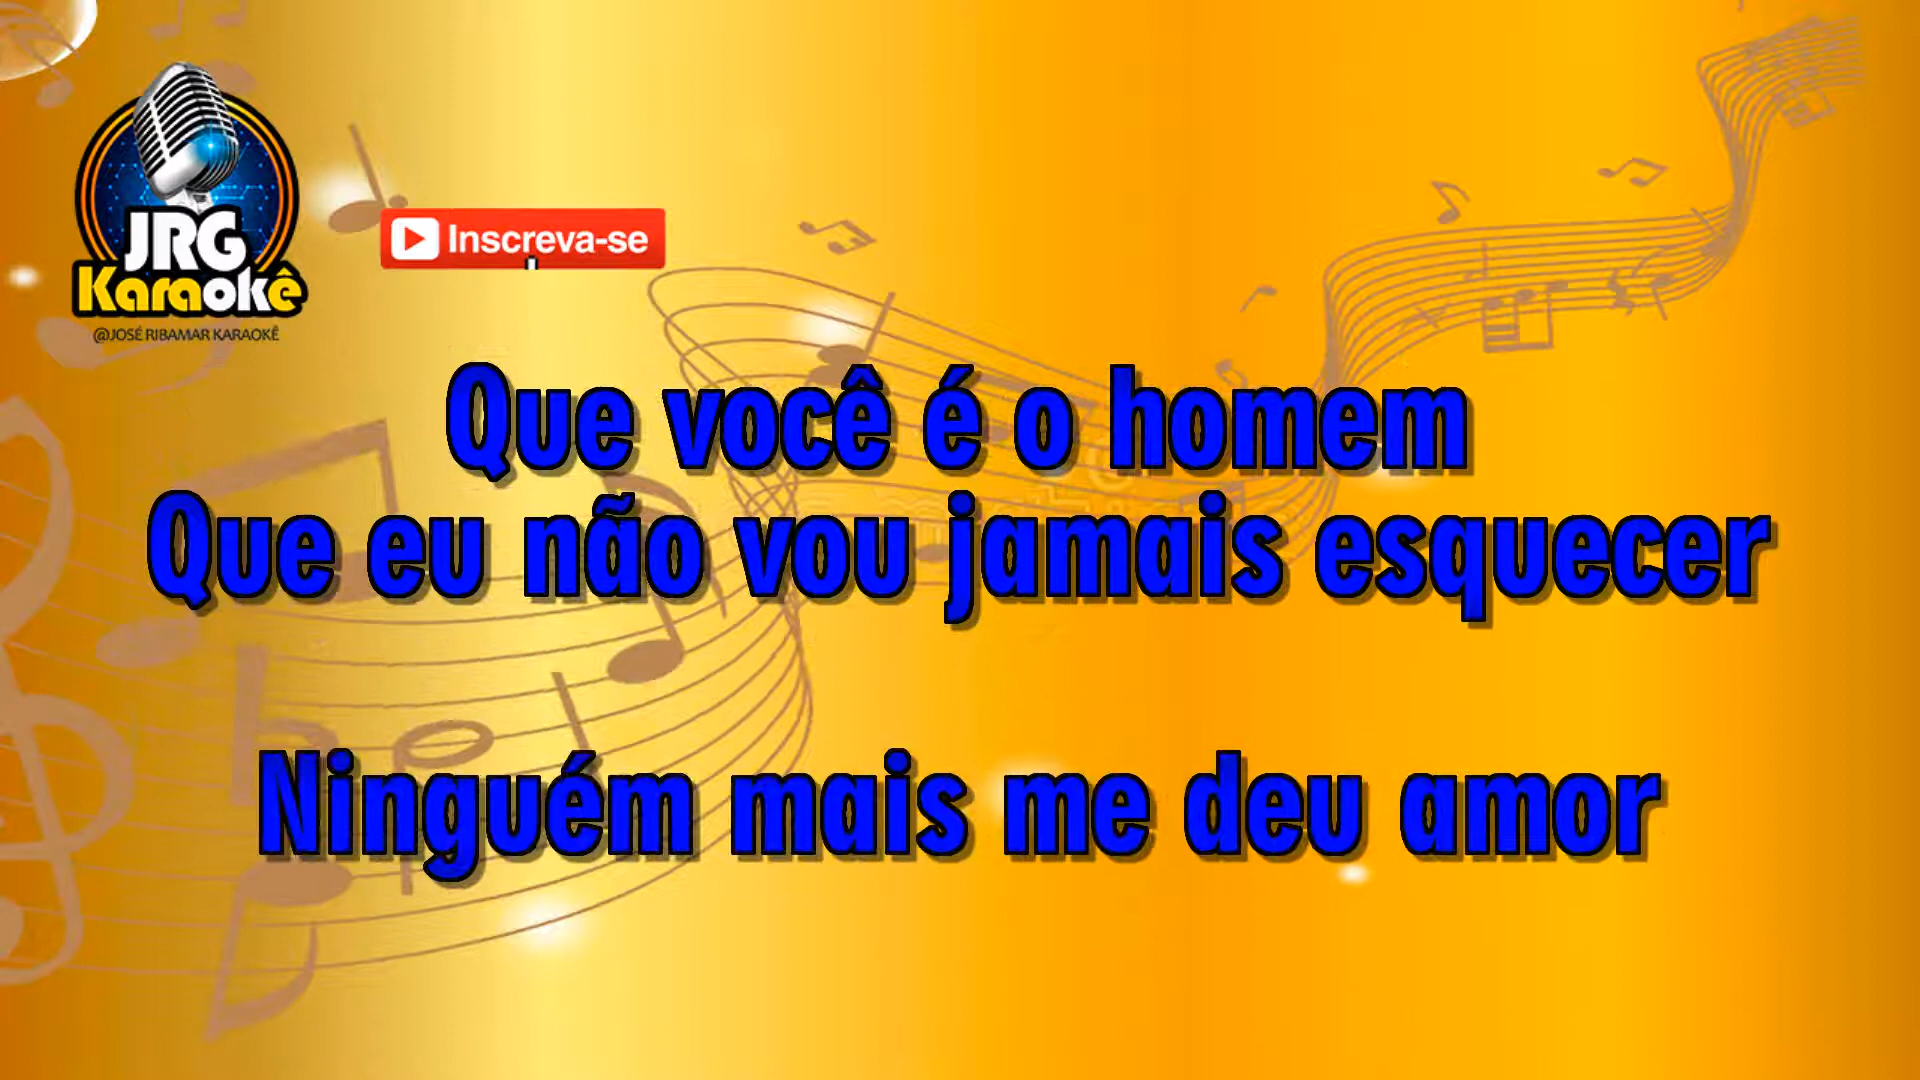 JRG
Karaokê
@JOSÉ RIBAMAR KARAOKÊ
Inscreva-se
Que você é o homem
Que eu não vou jamais esquecer
Ninguém mais me deu amor